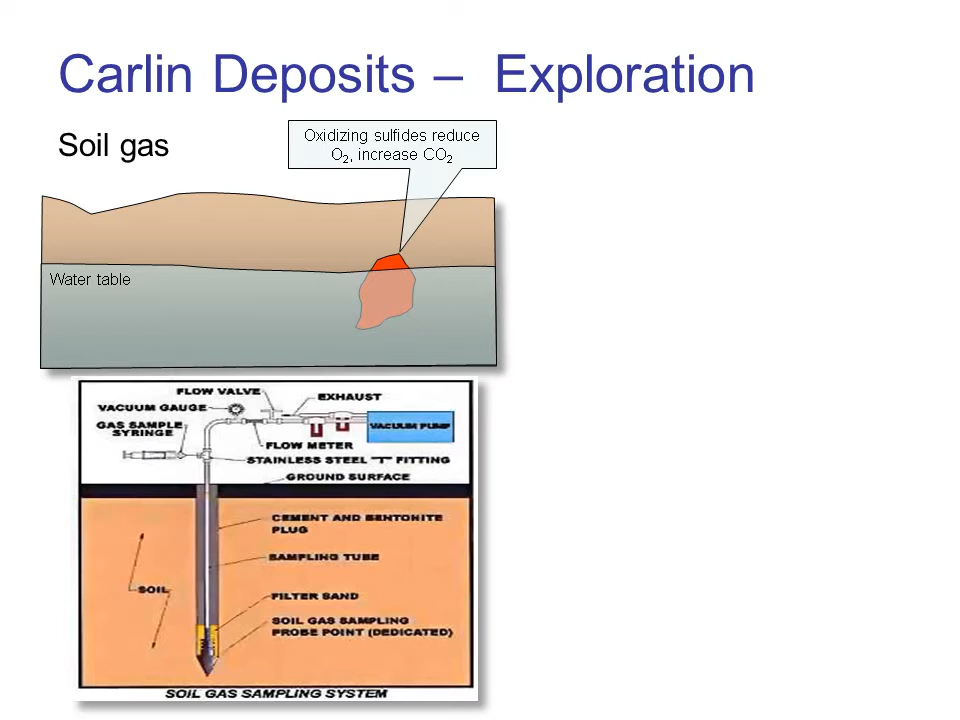 Carlin Deposits – Exploration
Soil gas
Oxidizing sulfides reduce
O₂, increase CO₂
Water table
FLOW VALVE
EXHAUST
VACUUM GAUGE
GAS SAMPLE
SYRINGE
VACUUM PUMP
FLOW METER
STAINLESS STEEL "T" FITTING
GROUND SURFACE
CEMENT AND BENTONITE
PLUG
SAMPLING TUBE
SOIL
FILTER SAND
SOIL GAS SAMPLING
PROBE POINT (DEDICATED)
SOIL GAS SAMPLING SYSTEM